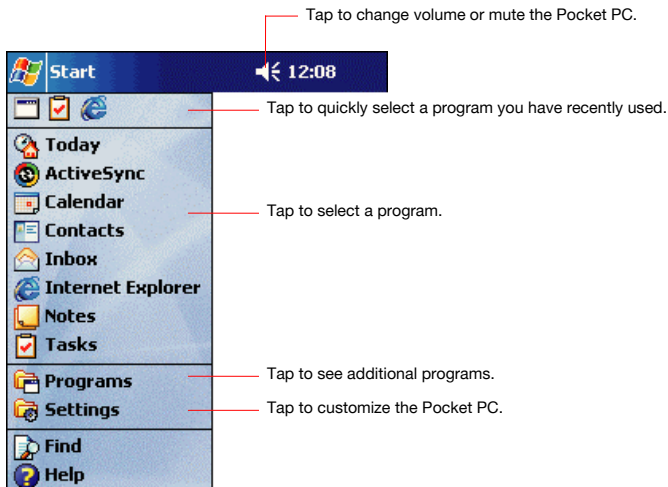 Tap to change volume or mute the Pocket PC.
Start 12:08
Tap to quickly select a program you have recently used.
Today
ActiveSync
Calendar
Tap to select a program.
Contacts
Inbox
Internet Explorer
Notes
Tasks
Programs
Tap to see additional programs.
Settings
Tap to customize the Pocket PC.
Find
Help